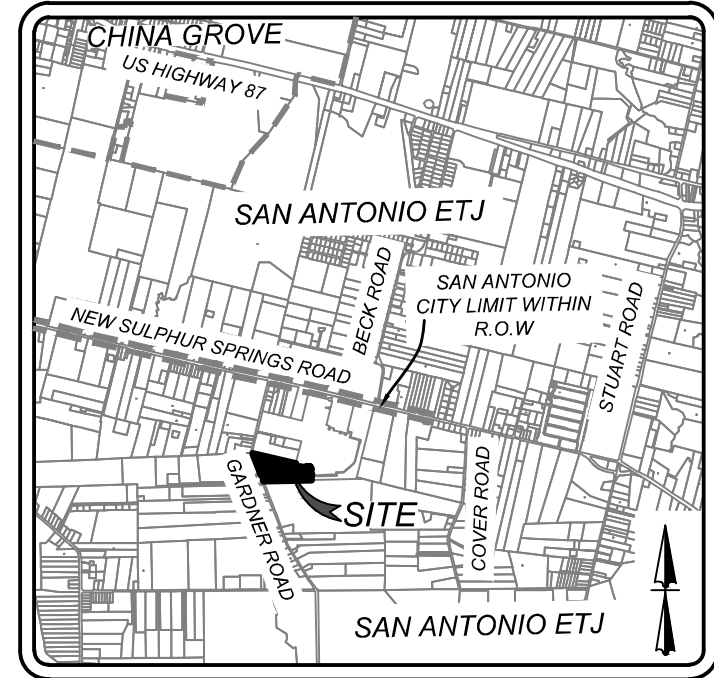 CHINA GROVE
US HIGHWAY 87
SAN ANTONIO ETJ
BECK ROAD
SAN ANTONIO
CITY LIMIT WITHIN
R.O.W
STUART ROAD
NEW SULPHUR SPRINGS ROAD
GARDNER ROAD
SITE
COVER ROAD
SAN ANTONIO ETJ